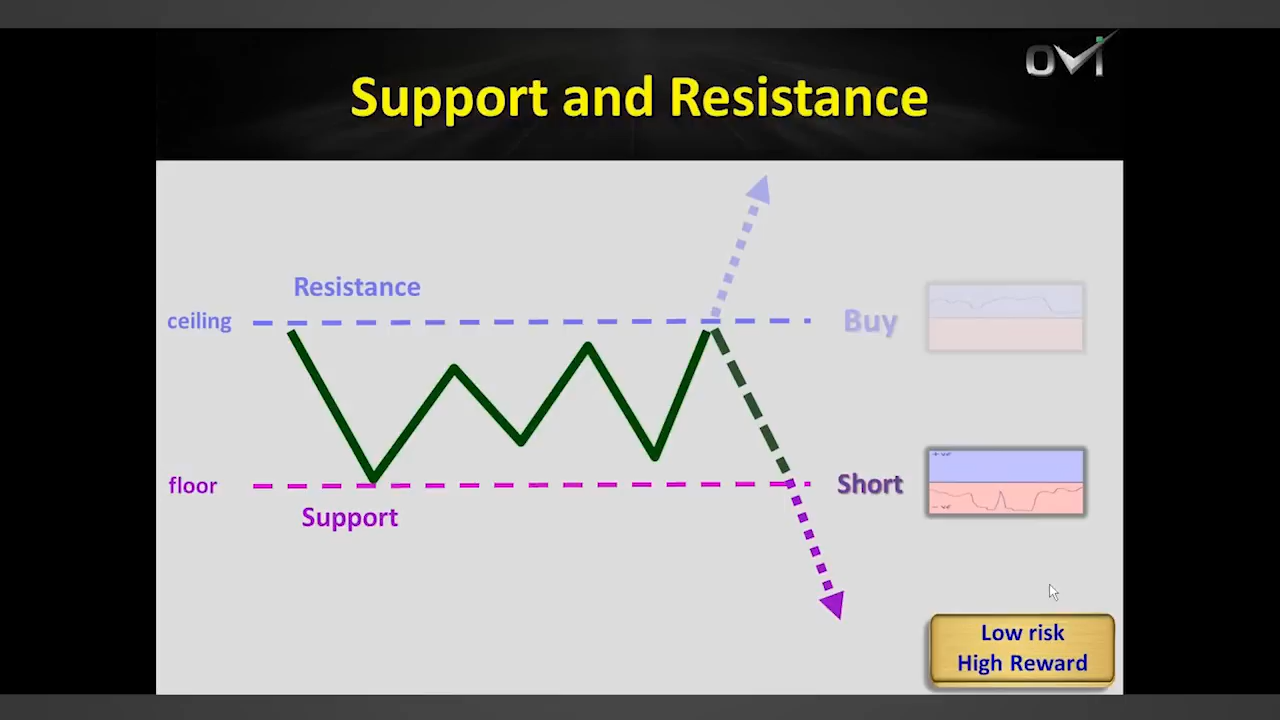 OVI
Support and Resistance
Resistance
ceiling
Buy
floor
Short
Support
Low risk
High Reward